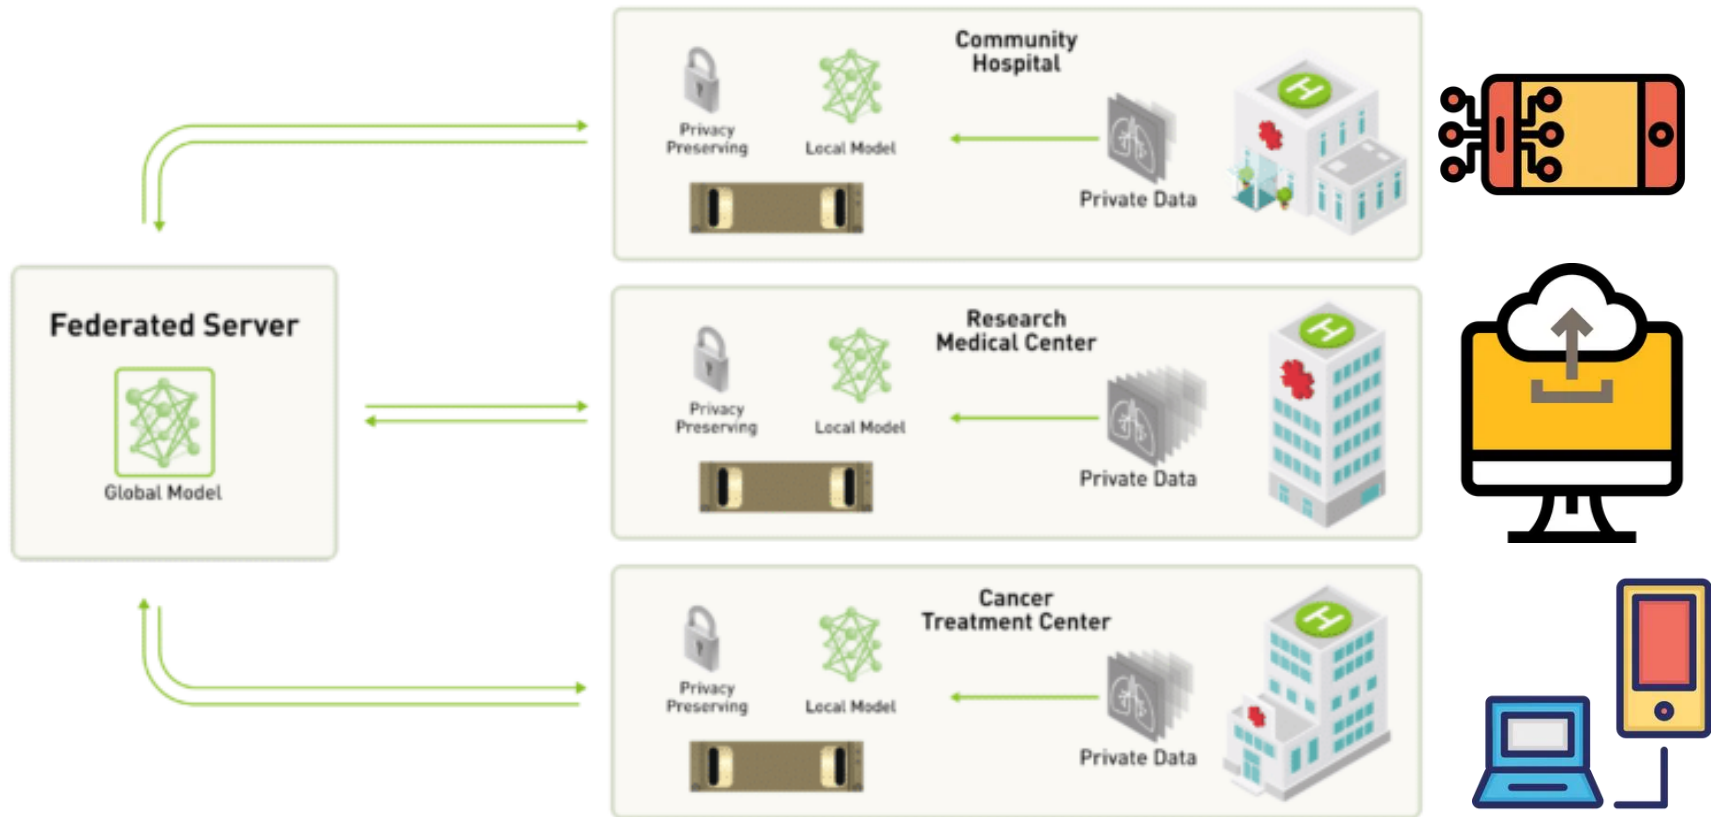 Federated Server
Global Model
Community
Hospital
Privacy
Preserving
Local Model
Private Data
Research
Medical Center
Privacy
Preserving
Local Model
Private Data
Cancer
Treatment Center
Privacy
Preserving
Local Model
Private Data